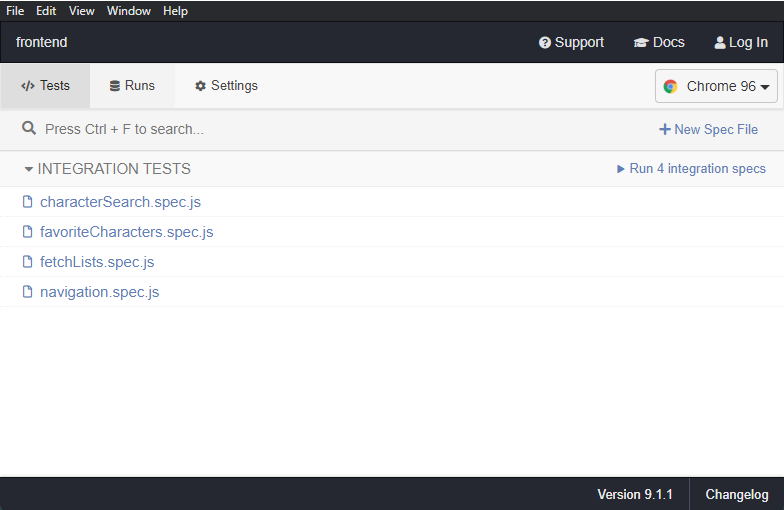 File Edit View Window Help
frontend Support Docs Log In
Tests Runs Settings Chrome 96
Press Ctrl + F to search... New Spec File
INTEGRATION TESTS Run 4 integration specs
characterSearch.spec.js
favoriteCharacters.spec.js
fetchLists.spec.js
navigation.spec.js
Version 9.1.1 Changelog